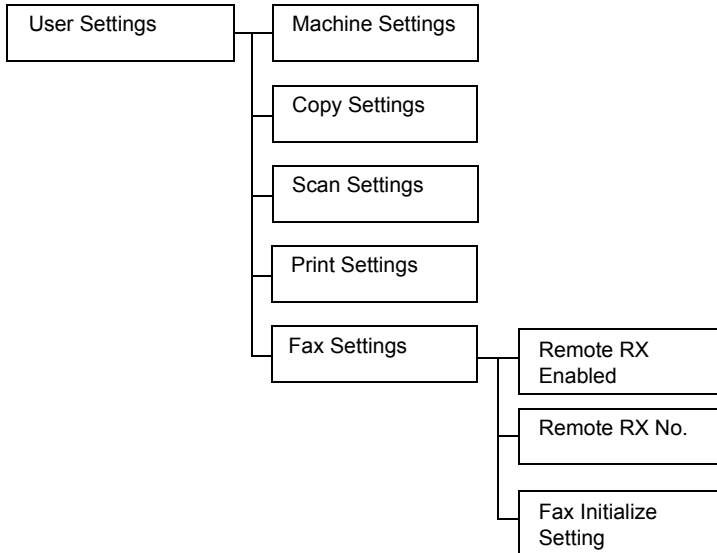 User Settings
Machine Settings
Copy Settings
Scan Settings
Print Settings
Fax Settings
Remote RX
Enabled
Remote RX No.
Fax Initialize
Setting